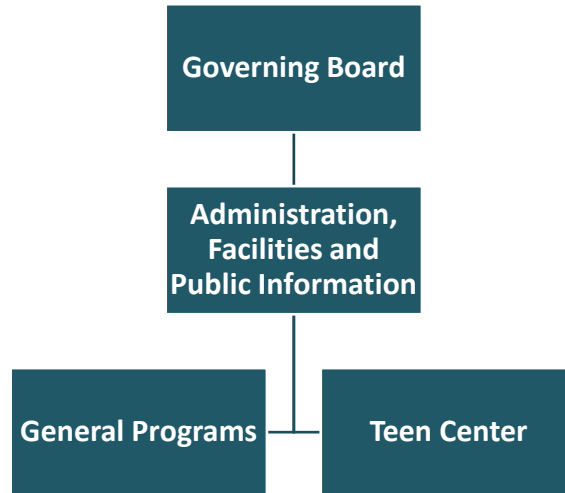 Governing Board
Administration,
Facilities and
Public Information
General Programs
Teen Center